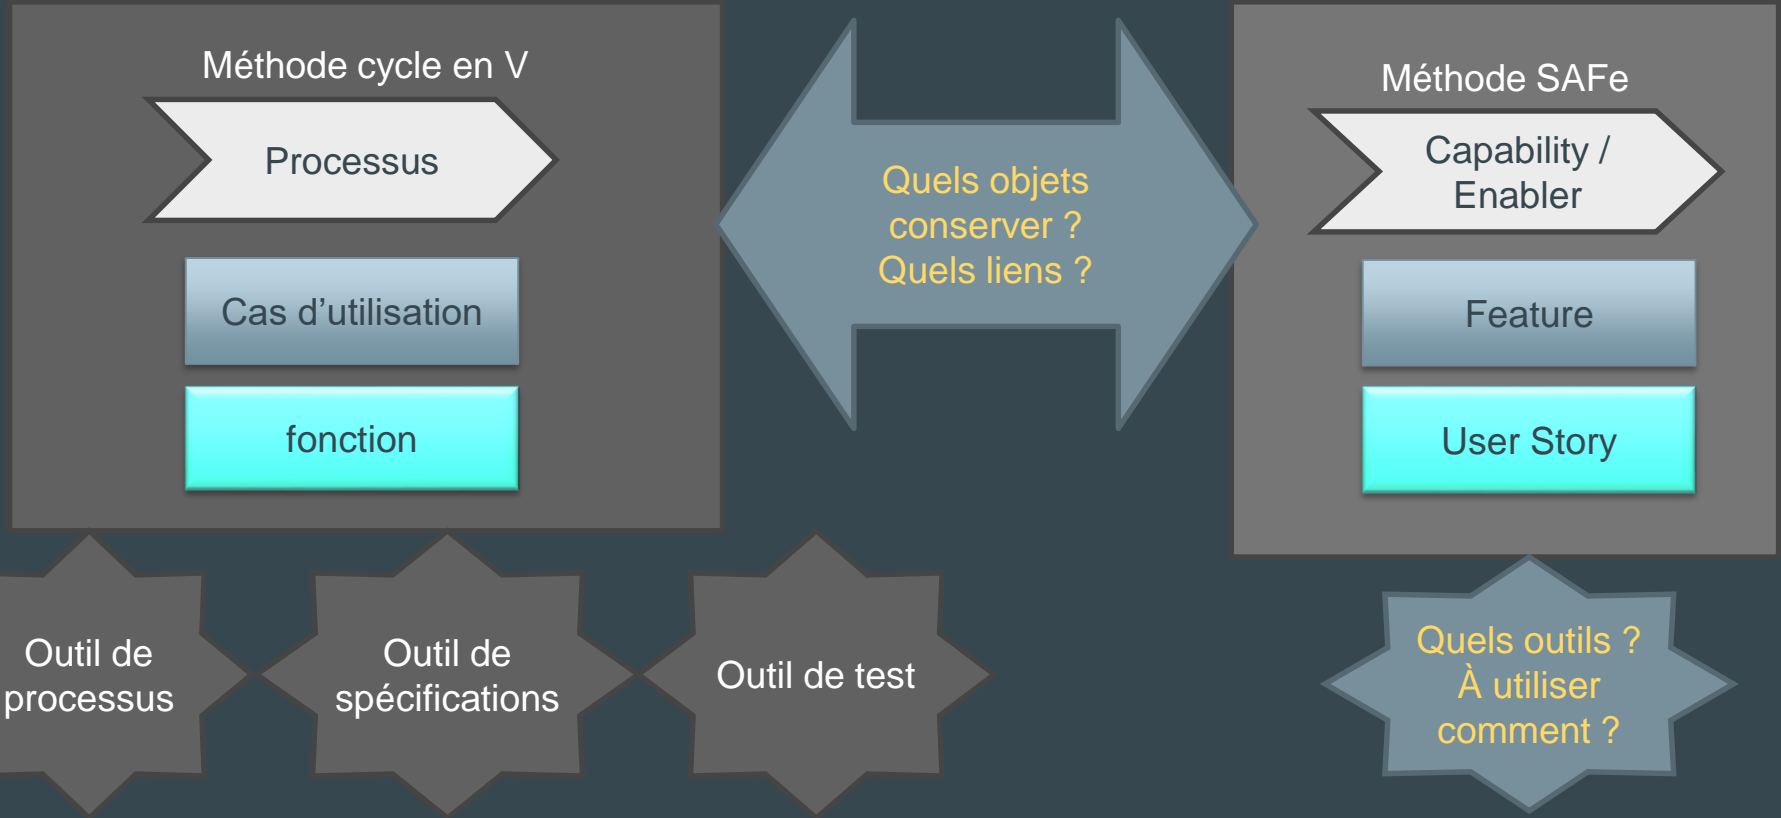 Méthode cycle en V
Processus
Cas d’utilisation
fonction
Quels objets
conserver ?
Quels liens ?
Méthode SAFe
Capability /
Enabler
Feature
User Story
Outil de
processus
Outil de
spécifications
Outil de test
Quels outils ?
À utiliser
comment ?